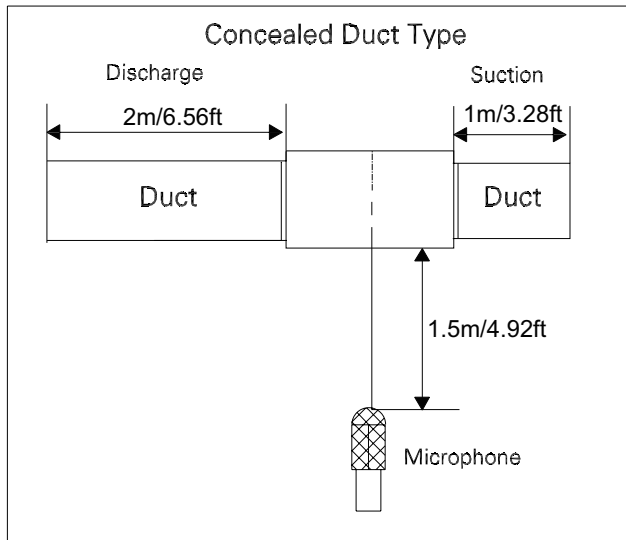 Concealed Duct Type
Discharge
Suction
2m/6.56ft
1m/3.28ft
Duct
Duct
1.5m/4.92ft
Microphone